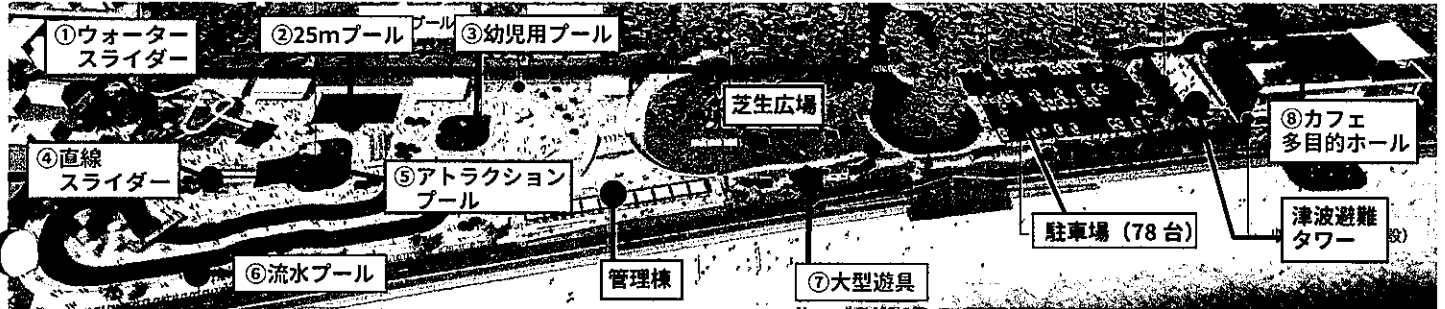 ①ウォーター
スライダー
②25mプール
プール
③幼児用プール
芝生広場
④直線
スライダー
⑤アトラクション
プール
⑧カフェ
多目的ホール
駐車場（78 台）
津波避難
タワー
設）
⑥流水プール
管理棟
⑦大型遊具